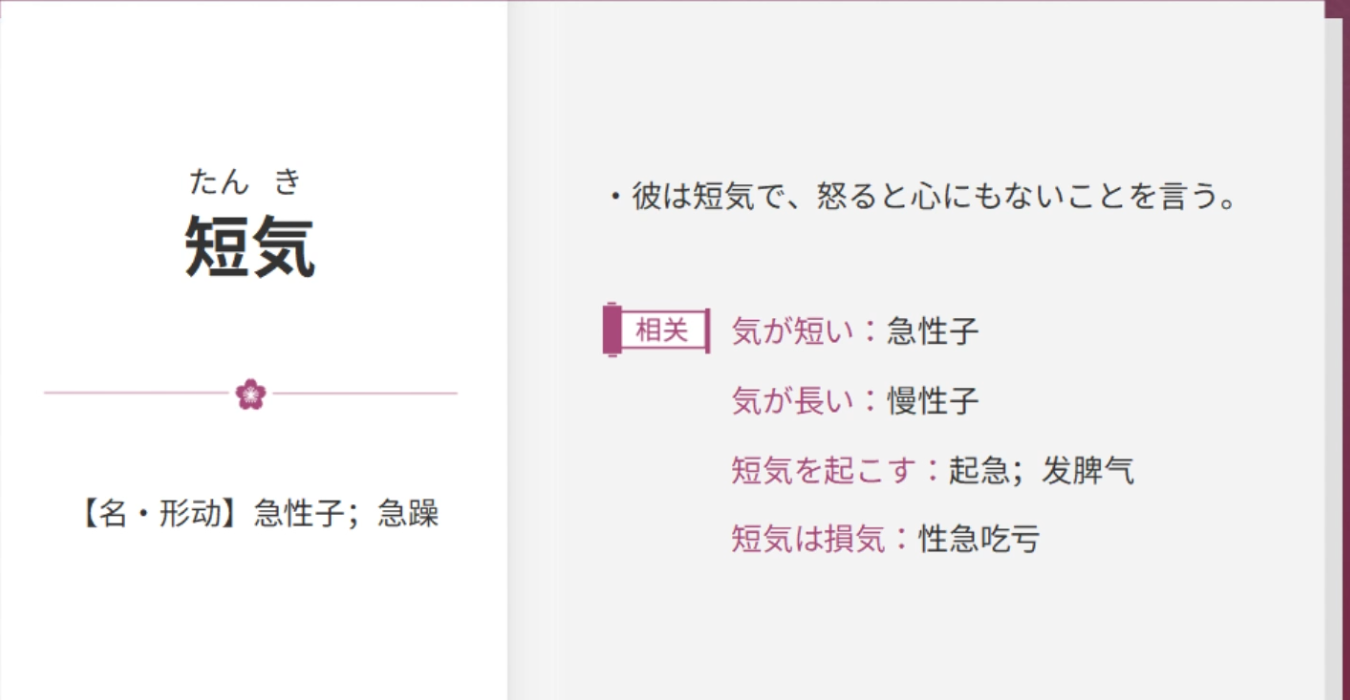 たん き
短気
【名・形动】急性子；急躁
・彼は短気で、怒ると心にもないことを言う。
相关 気が短い：急性子
気が長い：慢性子
短気を起こす：起急；发脾气
短気は損気：性急吃亏